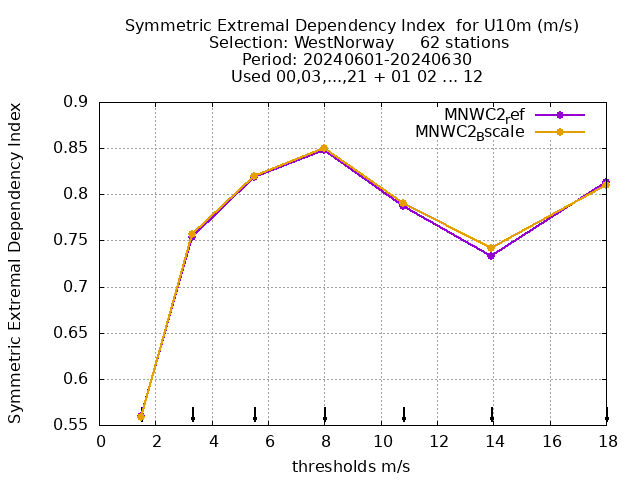 Symmetric Extremal Dependency Index  for U10m (m/s)
Selection: WestNorway     62 stations
Period: 20240601-20240630
Used 00,03,...,21 + 01 02 ... 12
MNWC2_ref
MNWC2_Bscale
Symmetric Extremal Dependency Index
0.9
0.85
0.8
0.75
0.7
0.65
0.6
0.55
0 2 4 6 8 10 12 14 16 18
thresholds m/s